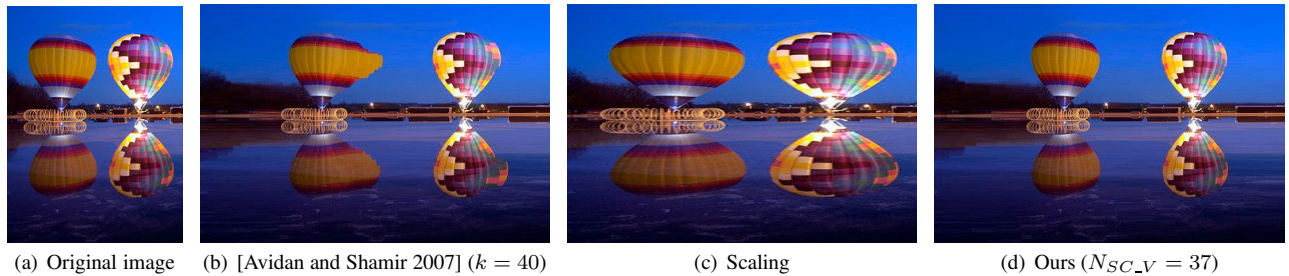 (a) Original image
(b) [Avidan and Shamir 2007] (k = 40)
(c) Scaling
(d) Ours (N_{SC_V} = 37)